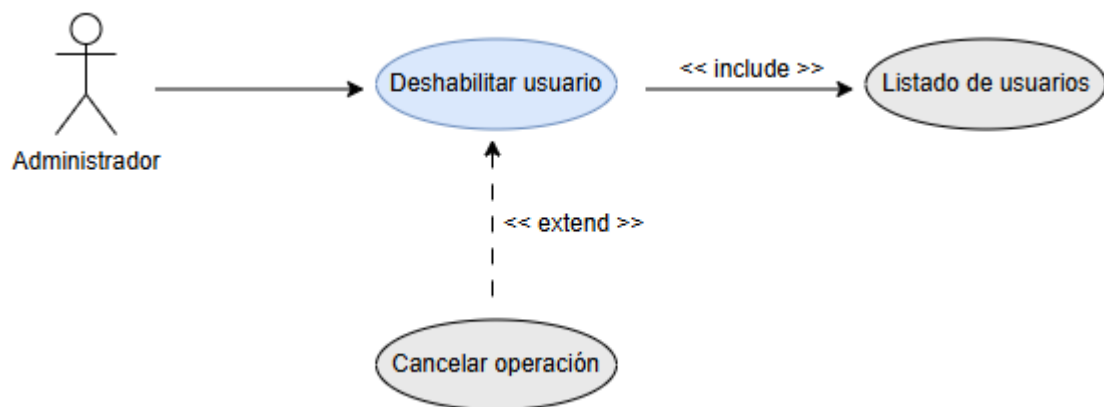 Deshabilitar usuario
<< include >>
Listado de usuarios
Administrador
<< extend >>
Cancelar operación